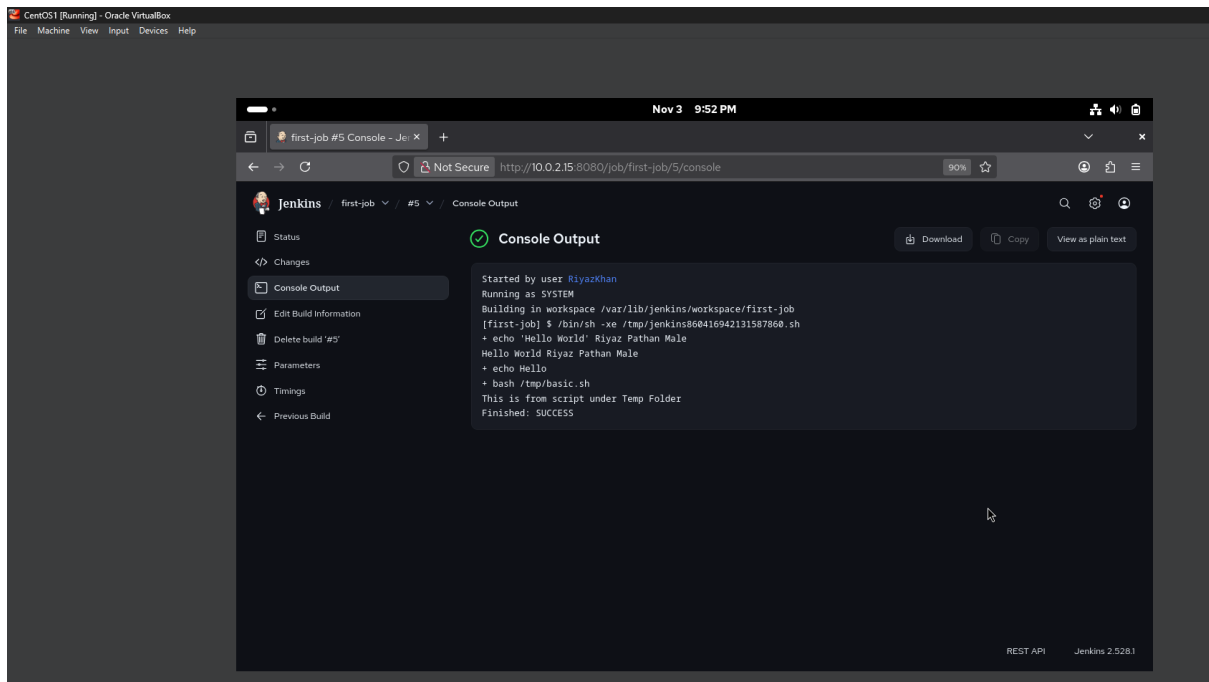 CentOS1 [Running] - Oracle VirtualBox
File Machine View Input Devices Help
Nov 3 9:52 PM
first-job #5 Console - Je
Not Secure http://10.0.2.15:8080/job/first-job/5/console 90%
Jenkins / first-job / #5 / Console Output
Status
Console Output
Download
Copy
View as plain text
Changes
Console Output
Edit Build Information
Delete build '#5'
Parameters
Timings
Previous Build
Started by user RiyazKhan
Running as SYSTEM
Building in workspace /var/lib/jenkins/workspace/first-job
[first-job] $ /bin/sh -xe /tmp/jenkins860416942131587860.sh
+ echo 'Hello World' Riyaz Pathan Male
Hello World Riyaz Pathan Male
+ echo Hello
+ bash /tmp/basic.sh
This is from script under Temp Folder
Finished: SUCCESS
REST API
Jenkins 2.528.1